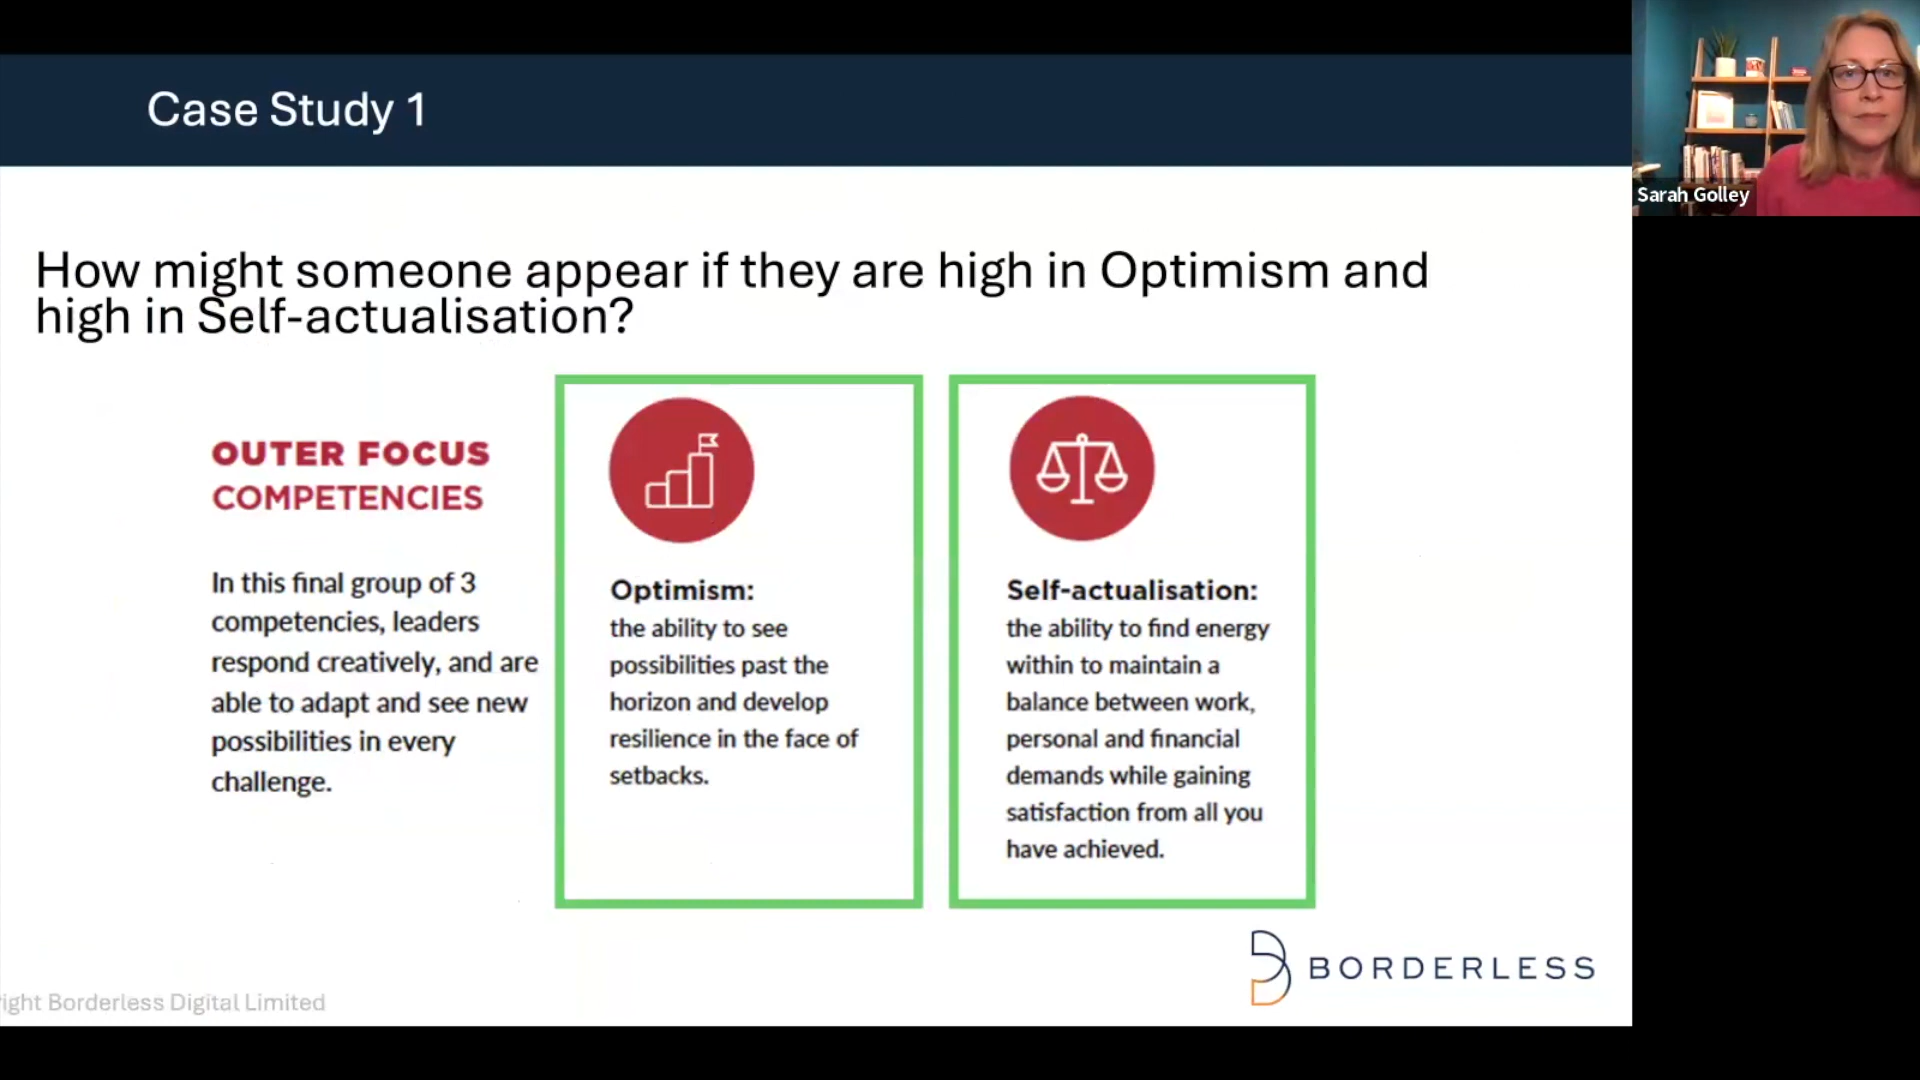 Case Study 1
Sarah Golley
How might someone appear if they are high in Optimism and
high in Self-actualisation?
OUTER FOCUS
COMPETENCIES
In this final group of 3
competencies, leaders
respond creatively, and are
able to adapt and see new
possibilities in every
challenge.
Optimism:
the ability to see
possibilities past the
horizon and develop
resilience in the face of
setbacks.
Self-actualisation:
the ability to find energy
within to maintain a
balance between work,
personal and financial
demands while gaining
satisfaction from all you
have achieved.
BORDERLESS
right Borderless Digital Limited